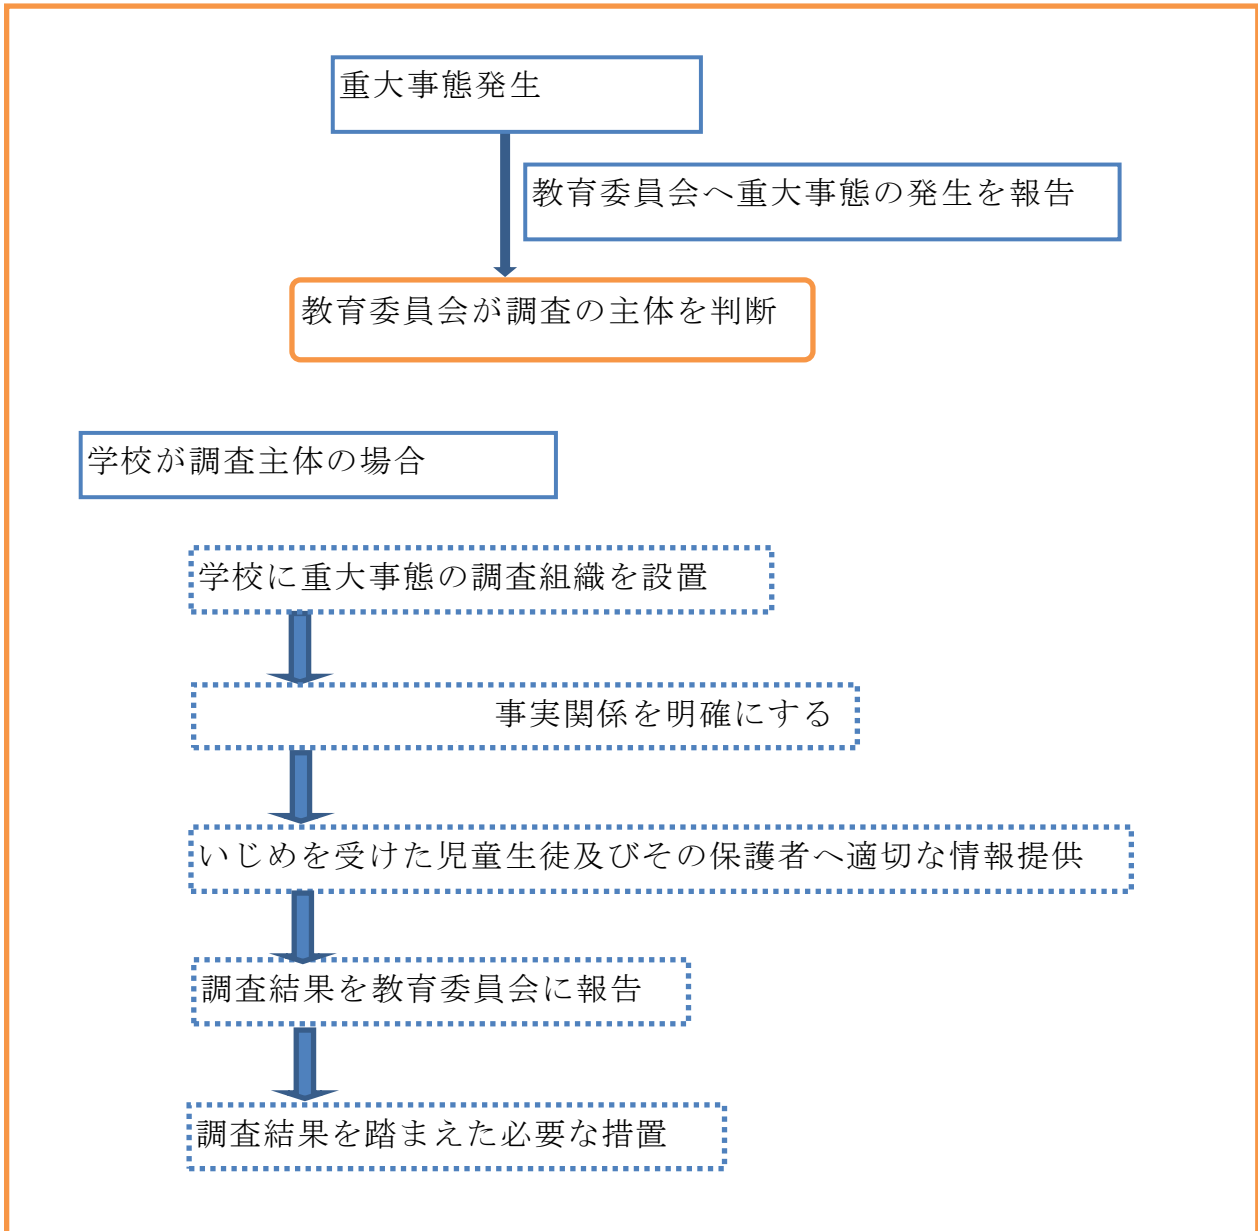 重大事態発生
教育委員会へ重大事態の発生を報告
教育委員会が調査の主体を判断
学校が調査主体の場合
学校に重大事態の調査組織を設置
事実関係を明確にする
いじめを受けた児童生徒及びその保護者へ適切な情報提供
調査結果を教育委員会に報告
調査結果を踏まえた必要な措置